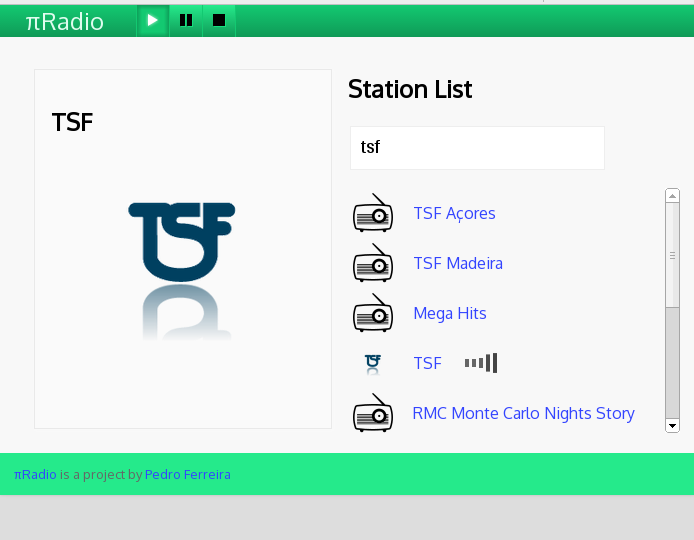 πRadio
TSF
TSF
Station List
tsf
TSF Açores
TSF Madeira
Mega Hits
TSF
TSF
RMC Monte Carlo Nights Story
πRadio is a project by Pedro Ferreira